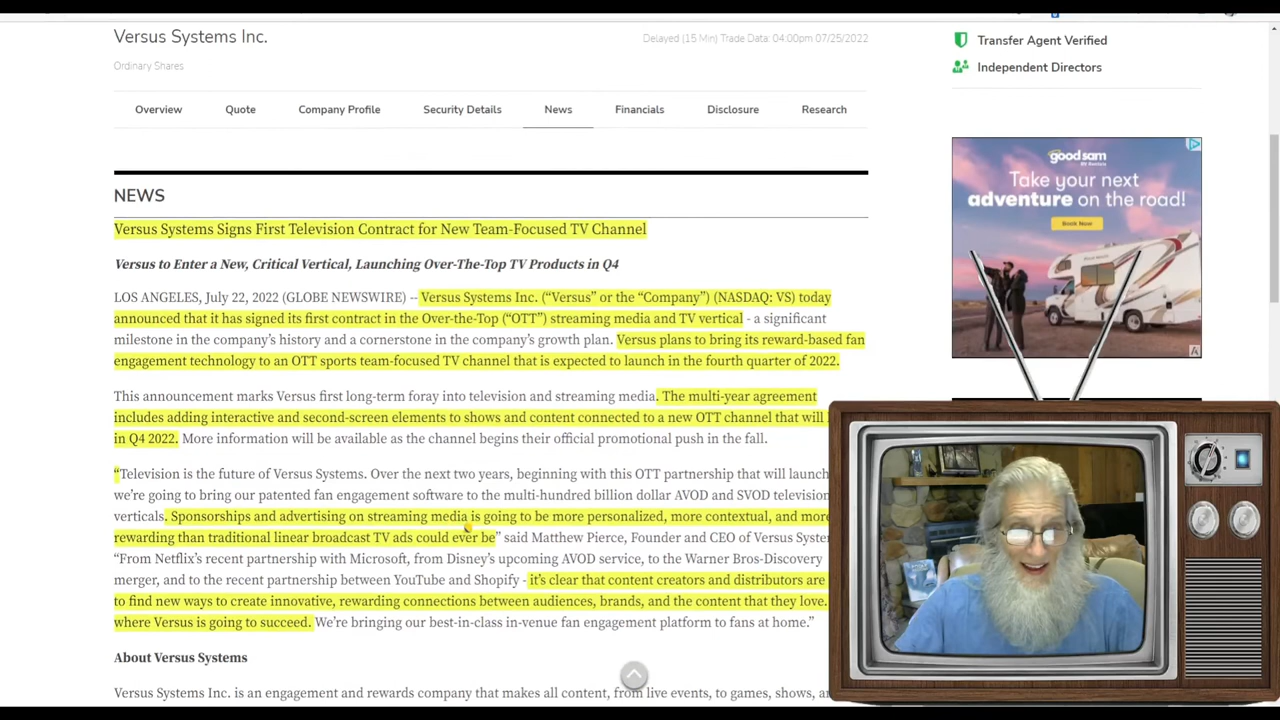 Versus Systems Inc.
Delayed (15 Min) Trade Data: 04:00pm 07/25/2022
Ordinary Shares
Overview
Quote
Company Profile
Security Details
News
Financials
Disclosure
Research
NEWS
Versus Systems Signs First Television Contract for New Team-Focused TV Channel
Versus to Enter a New, Critical Vertical, Launching Over-The-Top TV Products in Q4
LOS ANGELES, July 22, 2022 (GLOBE NEWSWIRE) -- Versus Systems Inc. (“Versus” or the “Company”) (NASDAQ: VS) today
announced that it has signed its first contract in the Over-the-Top (“OTT”) streaming media and TV vertical - a significant
milestone in the company’s history and a cornerstone in the company’s growth plan. Versus plans to bring its reward-based fan
engagement technology to an OTT sports team-focused TV channel that is expected to launch in the fourth quarter of 2022.
This announcement marks Versus first long-term foray into television and streaming media. The multi-year agreement
includes adding interactive and second-screen elements to shows and content connected to a new OTT channel that will
in Q4 2022. More information will be available as the channel begins their official promotional push in the fall.
“Television is the future of Versus Systems. Over the next two years, beginning with this OTT partnership that will launch
we’re going to bring our patented fan engagement software to the multi-hundred billion dollar AVOD and SVOD television
verticals. Sponsorships and advertising on streaming media is going to be more personalized, more contextual, and more
rewarding than traditional linear broadcast TV ads could ever be” said Matthew Pierce, Founder and CEO of Versus Syste
“From Netflix’s recent partnership with Microsoft, from Disney’s upcoming AVOD service, to the Warner Bros-Discovery
merger, and to the recent partnership between YouTube and Shopify - it’s clear that content creators and distributors are
to find new ways to create innovative, rewarding connections between audiences, brands, and the content that they love.
where Versus is going to succeed. We’re bringing our best-in-class in-venue fan engagement platform to fans at home.”
About Versus Systems
Versus Systems Inc. is an engagement and rewards company that makes all content, from live events, to games, shows, a
Transfer Agent Verified
Independent Directors
good sam
Take your next
adventure on the road!
Book Now